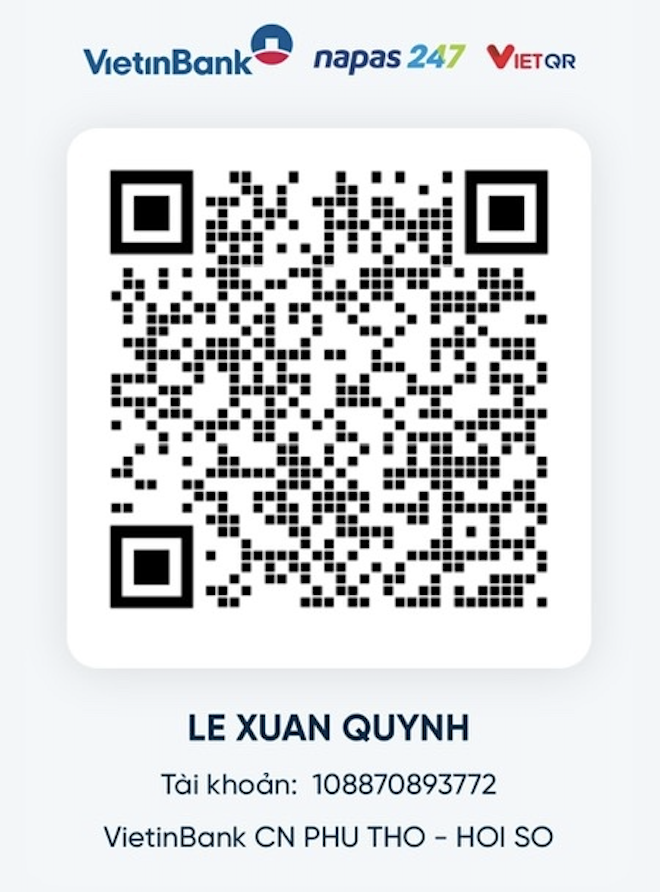 VietinBank napas 247 VIETQR
LE XUAN QUYNH
Tài khoản: 108870893772
VietinBank CN PHU THO - HOI SO